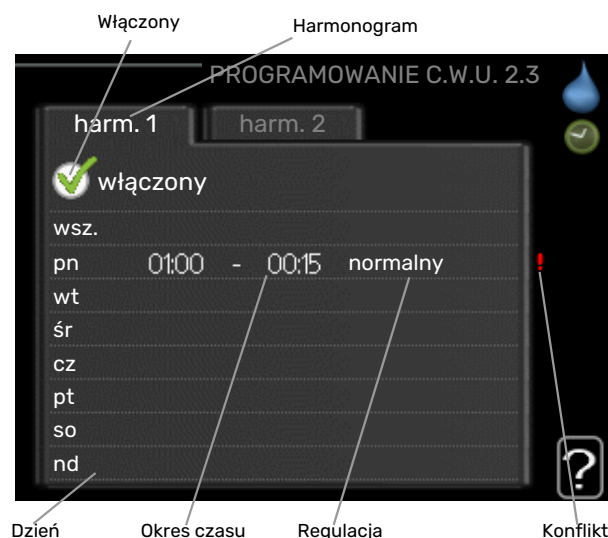 Włączony
Harmonogram
PROGRAMOWANIE C.W.U. 2.3
harm. 1
harm. 2
włączony
wsz.
pn 01:00 - 00:15 normalny !
wt
śr
cz
pt
so
nd
?
Dzień Okres czasu Regulacja Konflikt